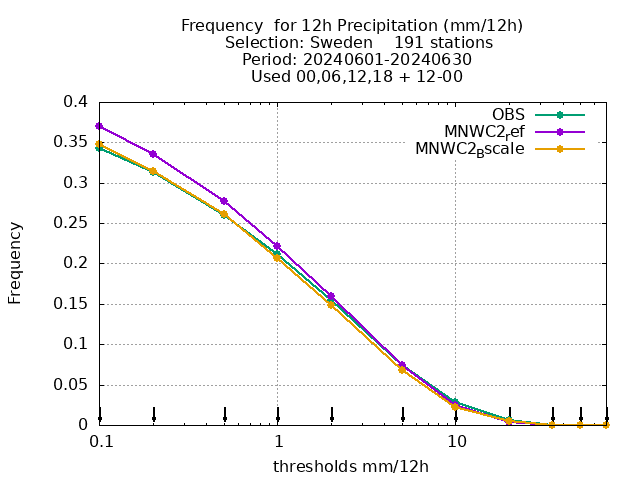 Frequency  for 12h Precipitation (mm/12h)
Selection: Sweden    191 stations
Period: 20240601-20240630
Used 00,06,12,18 + 12-00
OBS
MNWC2ref
MNWC2Bscale
0.4
0.35
0.3
0.25
0.2
0.15
0.1
0.05
0
Frequency
0.1
1
10
thresholds mm/12h